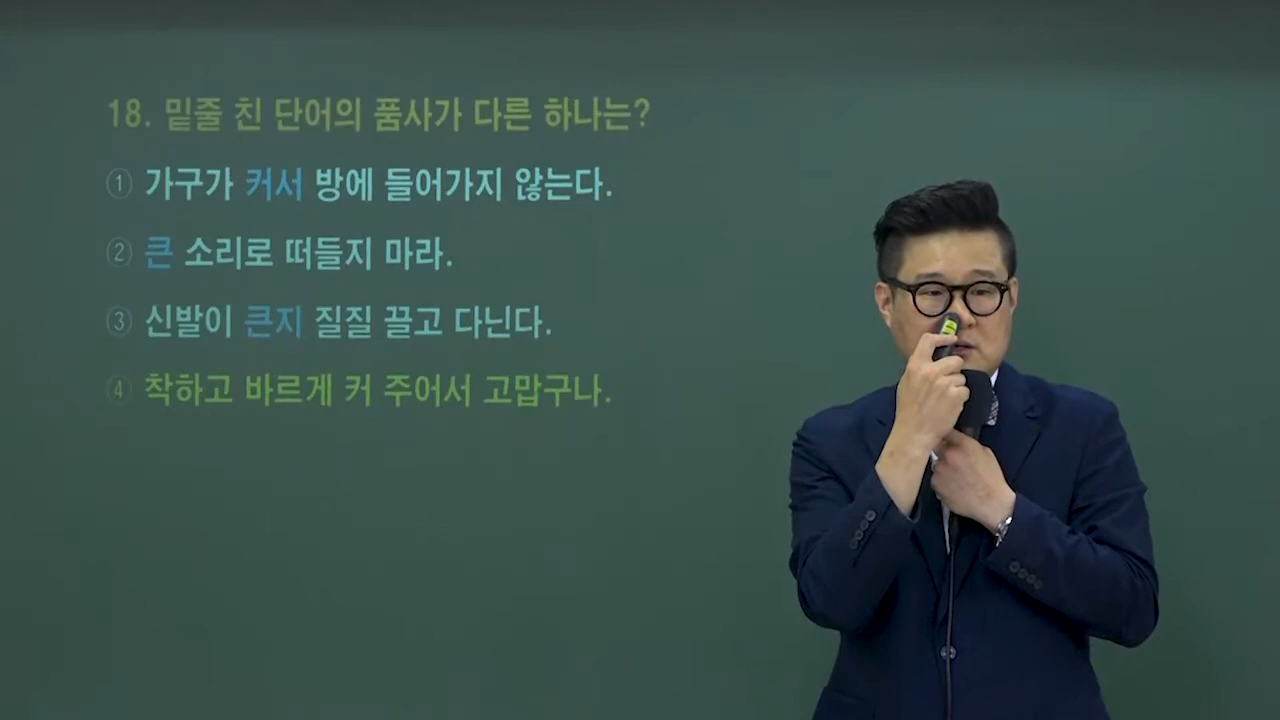 18. 밑줄 친 단어의 품사가 다른 하나는?
① 가구가 커서 방에 들어가지 않는다.
② 큰 소리로 떠들지 마라.
③ 신발이 큰지 질질 끌고 다닌다.
④ 착하고 바르게 커 주어서 고맙구나.